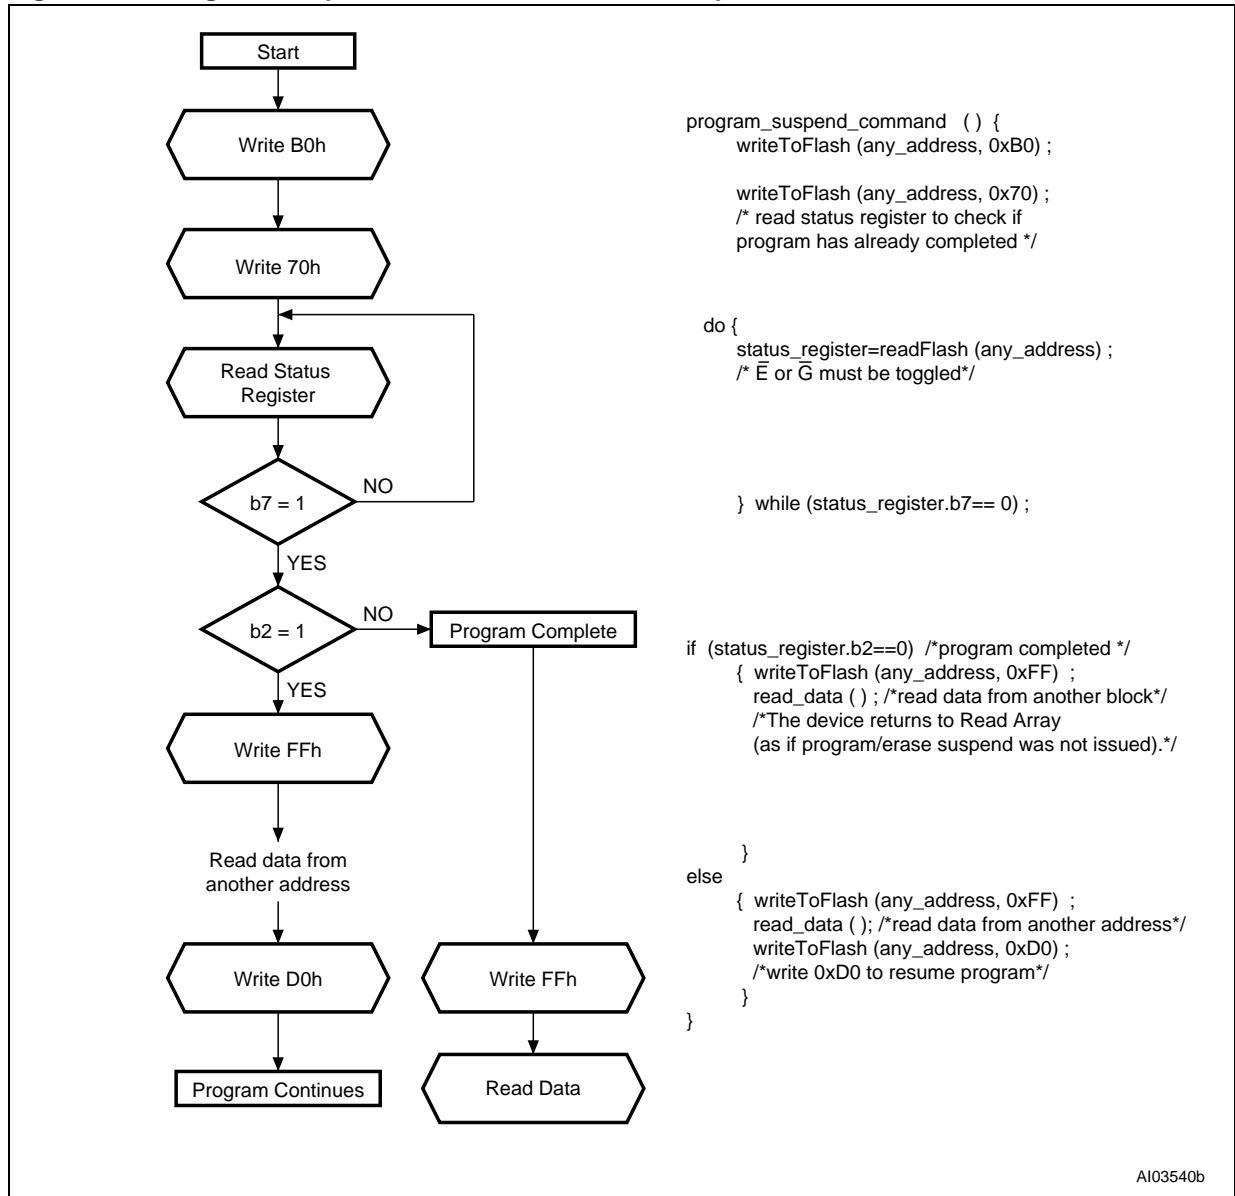 Start
Write B0h
Write 70h
Read Status
Register
b7 = 1
NO
YES
b2 = 1
NO
Program Complete
YES
Write FFh
Read data from
another address
Write D0h
Write FFh
Program Continues
Read Data
program_suspend_command ( ) {
writeToFlash (any_address, 0xB0) ;
writeToFlash (any_address, 0x70) ;
/* read status register to check if
program has already completed */
do {
status_register=readFlash (any_address) ;
/* E̅ or G̅ must be toggled*/
} while (status_register.b7== 0) ;
if (status_register.b2==0) /*program completed */
{ writeToFlash (any_address, 0xFF) ;
read_data ( ) ; /*read data from another block*/
/*The device returns to Read Array
(as if program/erase suspend was not issued).*/
}
else
{ writeToFlash (any_address, 0xFF) ;
read_data ( ); /*read data from another address*/
writeToFlash (any_address, 0xD0) ;
/*write 0xD0 to resume program*/
}
}
AI03540b